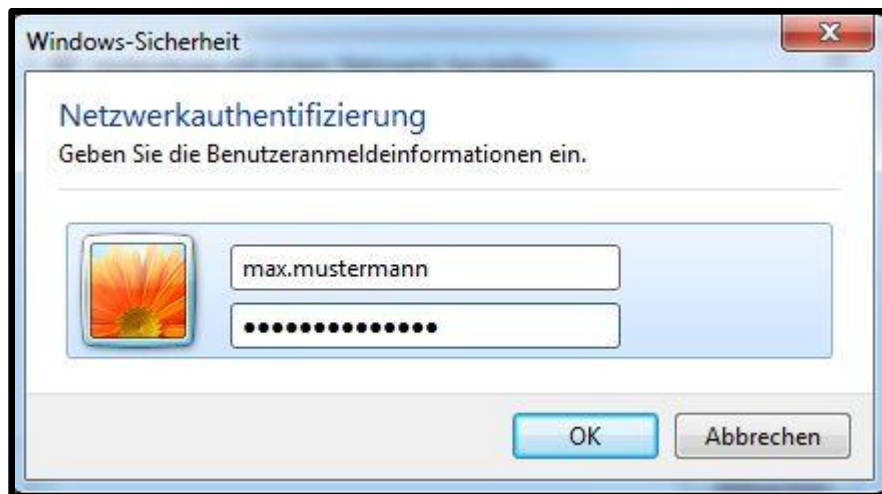 Windows-Sicherheit
Netzwerkauthentifizierung
Geben Sie die Benutzeranmeldeinformationen ein.
max.mustermann
●●●●●●●●●●●●●●
OK
Abbrechen